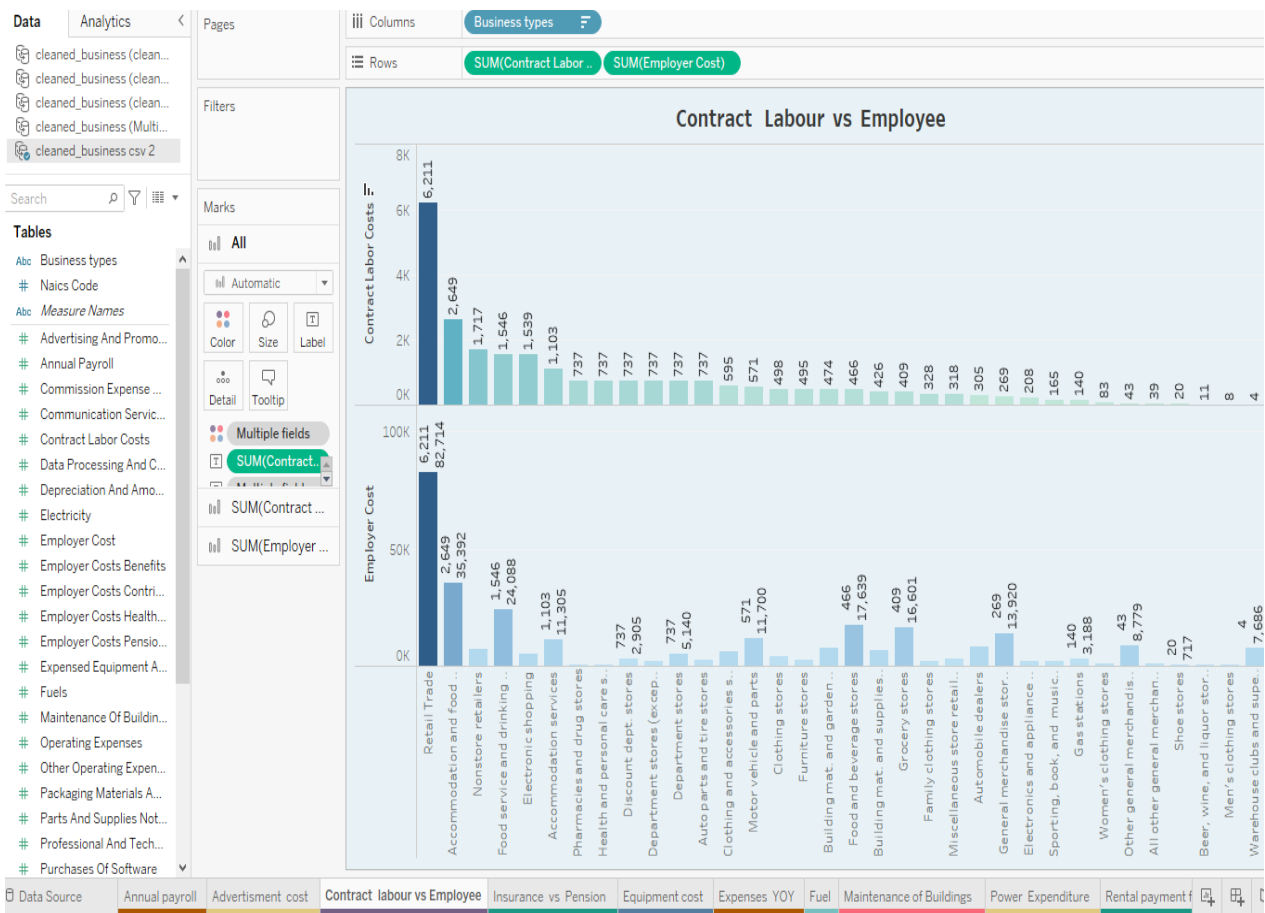 Data
Analytics
cleaned_business (clean...
cleaned_business (clean...
cleaned_business (clean...
cleaned_business (Multi...
cleaned_business csv 2
Search
Tables
Abc Business types
# Naics Code
Abc Measure Names
# Advertising And Promo...
# Annual Payroll
# Commission Expense ...
# Communication Servic...
# Contract Labor Costs
# Data Processing And C...
# Depreciation And Amo...
# Electricity
# Employer Cost
# Employer Costs Benefits
# Employer Costs Contri...
# Employer Costs Health...
# Employer Costs Pensio...
# Expensed Equipment A...
# Fuels
# Maintenance Of Buildin...
# Operating Expenses
# Other Operating Expen...
# Packaging Materials A...
# Parts And Supplies Not...
# Professional And Tech...
# Purchases Of Software
Pages
Filters
Marks
All
Automatic
Color
Size
T
Label
Detail
Tooltip
Multiple fields
T SUM(Contract..
SUM(Contract ...
SUM(Employer ...
Columns
Business types
Rows
SUM(Contract Labor ..
SUM(Employer Cost)
Contract Labour vs Employee
Contract Labor Costs
8K
6K
4K
2K
0K
6,211
2,649
1,717
1,546
1,539
1,103
737
737
737
737
737
737
595
571
498
495
474
466
426
409
328
318
305
269
208
165
140
83
43
39
20
11
8
4
Employer Cost
100K
50K
0K
6,211
82,714
2,649
35,392
1,546
24,088
1,103
11,305
737
2,905
737
5,140
571
11,700
466
17,639
409
16,601
269
13,920
140
3,188
43
8,779
20
717
4
7,686
Retail Trade
Accommodation and food ..
Nonstore retailers
Food service and drinking ..
Electronic shopping
Accommodation services
Pharmacies and drug stores
Health and personal care s..
Discount dept. stores
Department stores (excep..
Department stores
Auto parts and tire stores
Clothing and accessories s..
Motor vehicle and parts
Clothing stores
Furniture stores
Building mat. and garden ..
Food and beverage stores
Building mat. and supplies..
Grocery stores
Family clothing stores
Miscellaneous store retail..
Automobile dealers
General merchandise stor..
Electronics and appliance ..
Sporting, book, and music..
Gas stations
Women's clothing stores
Other general merchandis..
All other general merchan..
Shoe stores
Beer, wine, and liquor stor..
Men's clothing stores
Warehouse clubs and supe..
Data Source
Annual payroll
Advertisment cost
Contract labour vs Employee
Insurance vs Pension
Equipment cost
Expenses YOY
Fuel
Maintenance of Buildings
Power Expenditure
Rental payment f